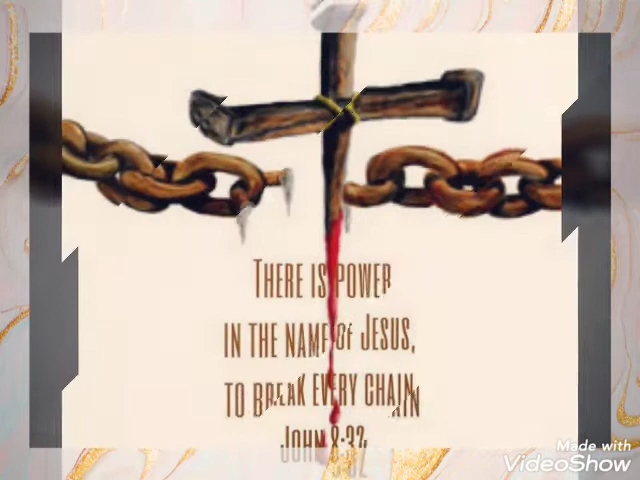 There is power
in the name of Jesus,
to break every chain
John 8:32
Made with
VideoShow